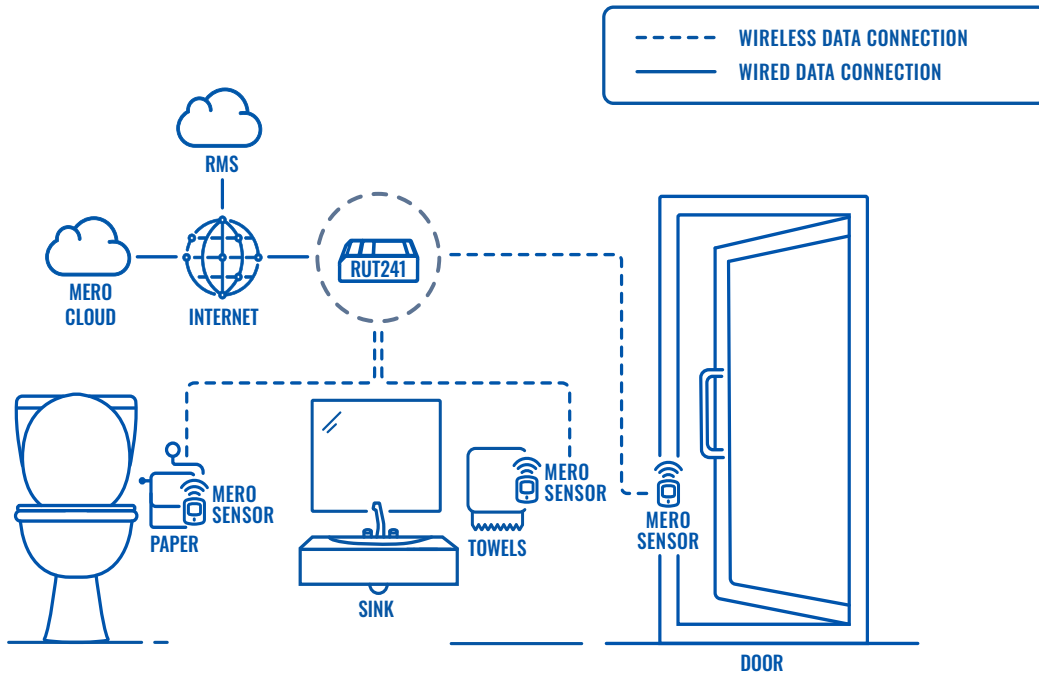 WIRELESS DATA CONNECTION
WIRED DATA CONNECTION
RMS
RUT241
MERO
CLOUD
INTERNET
MERO
SENSOR
PAPER
SINK
MERO
SENSOR
TOWELS
MERO
SENSOR
DOOR